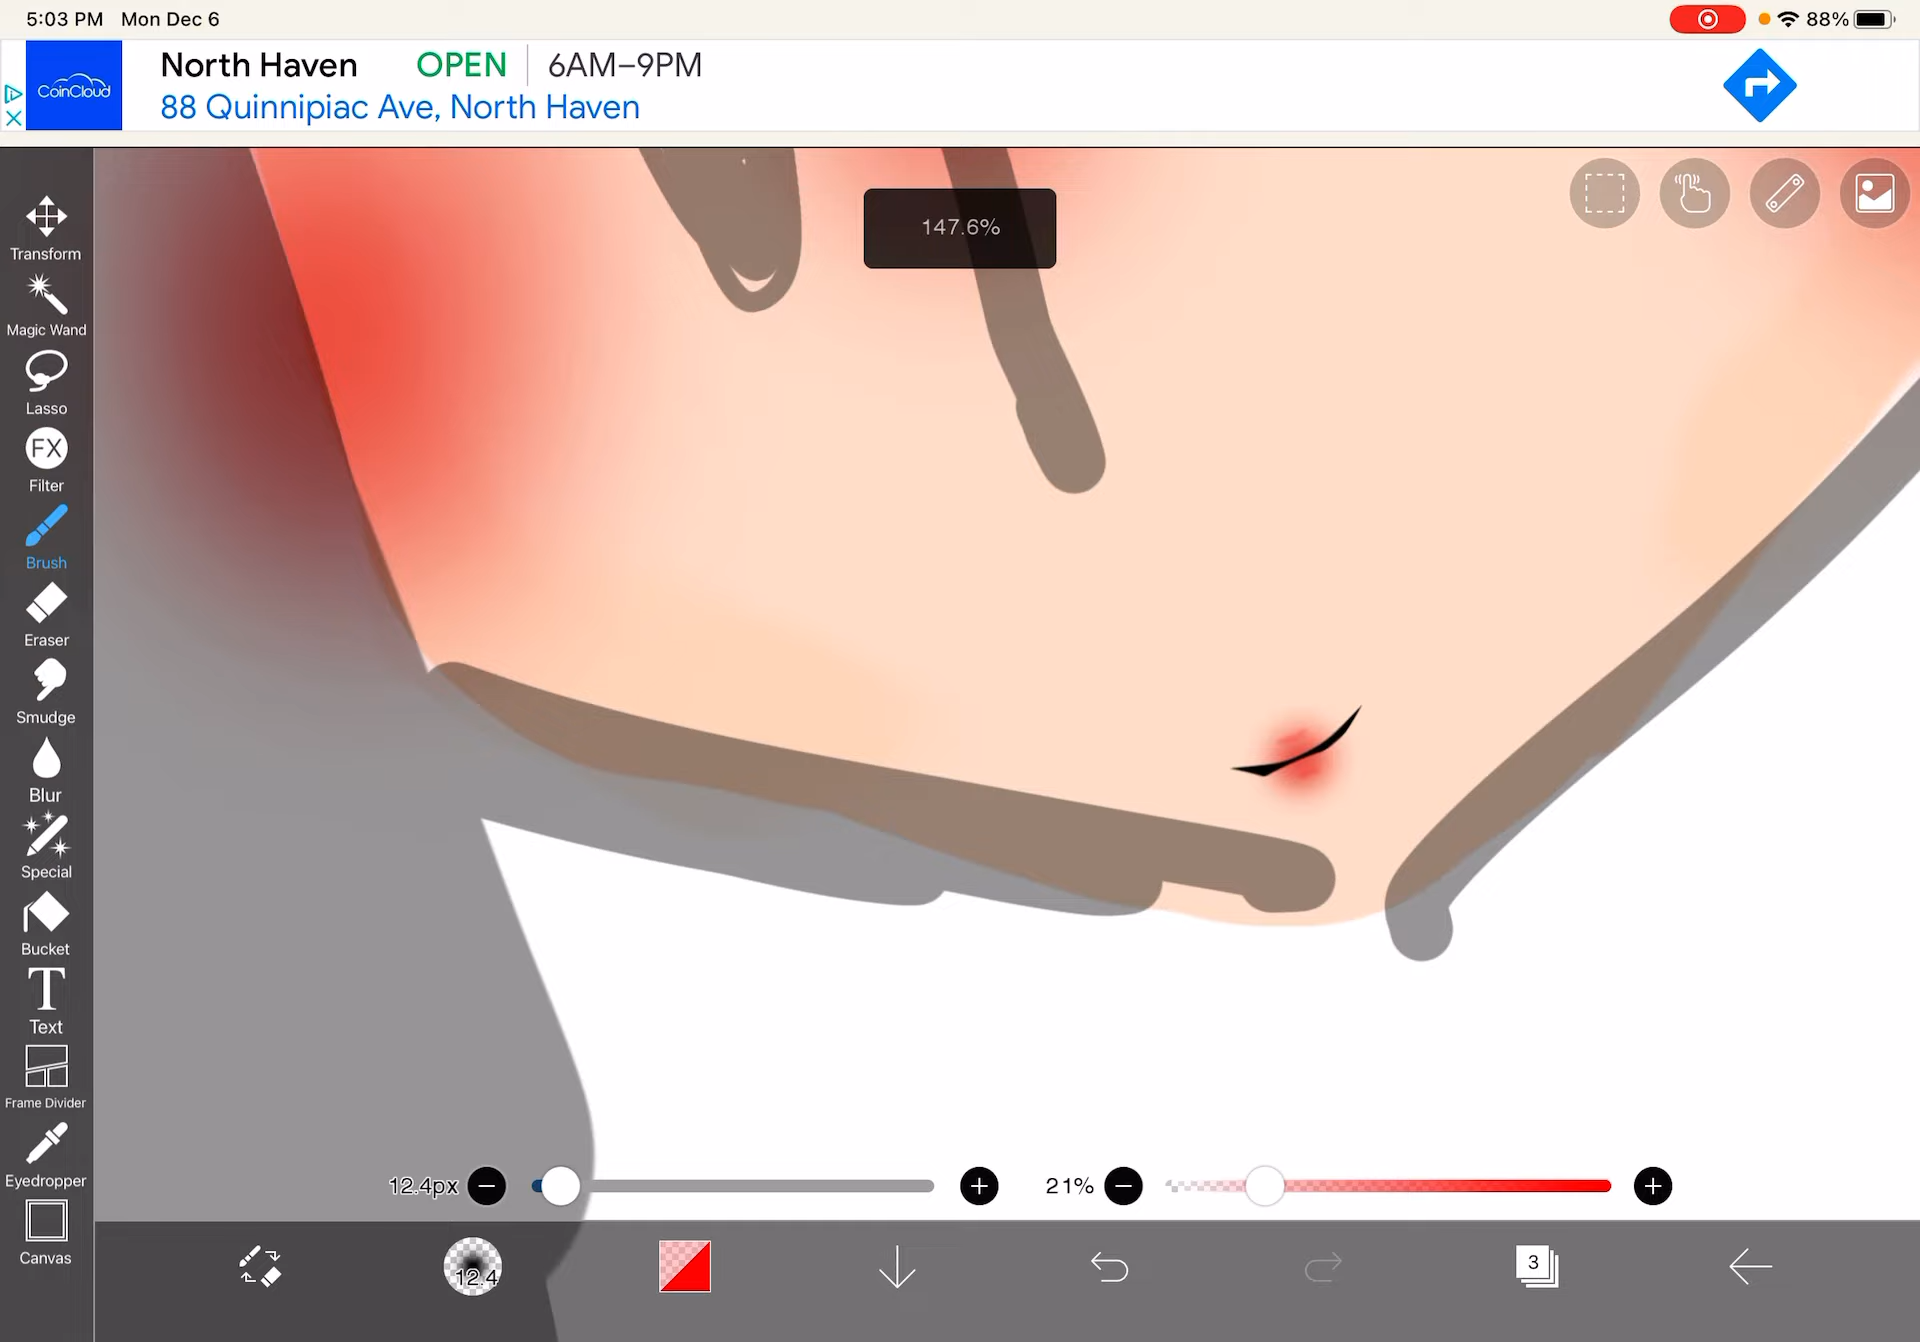 5:03 PM Mon Dec 6
88%
CoinCloud
North Haven OPEN 6AM–9PM
88 Quinnipiac Ave, North Haven
147.6%
Transform
Magic Wand
Lasso
FX
Filter
Brush
Eraser
Smudge
Blur
Special
Bucket
T
Text
Frame Divider
Eyedropper
Canvas
12.4px 21%
12.4
3